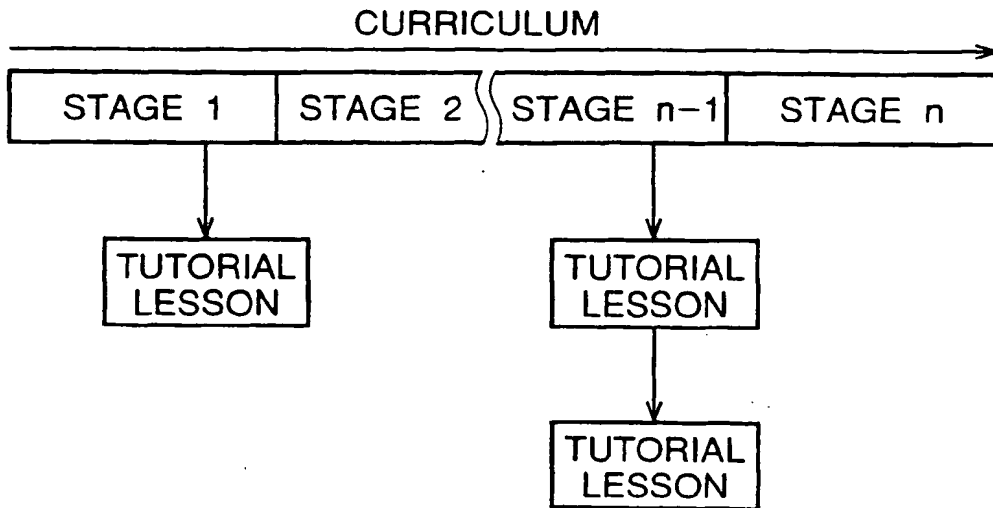 CURRICULUM
STAGE 1
STAGE 2
STAGE n-1
STAGE n
TUTORIAL
LESSON
TUTORIAL
LESSON
TUTORIAL
LESSON